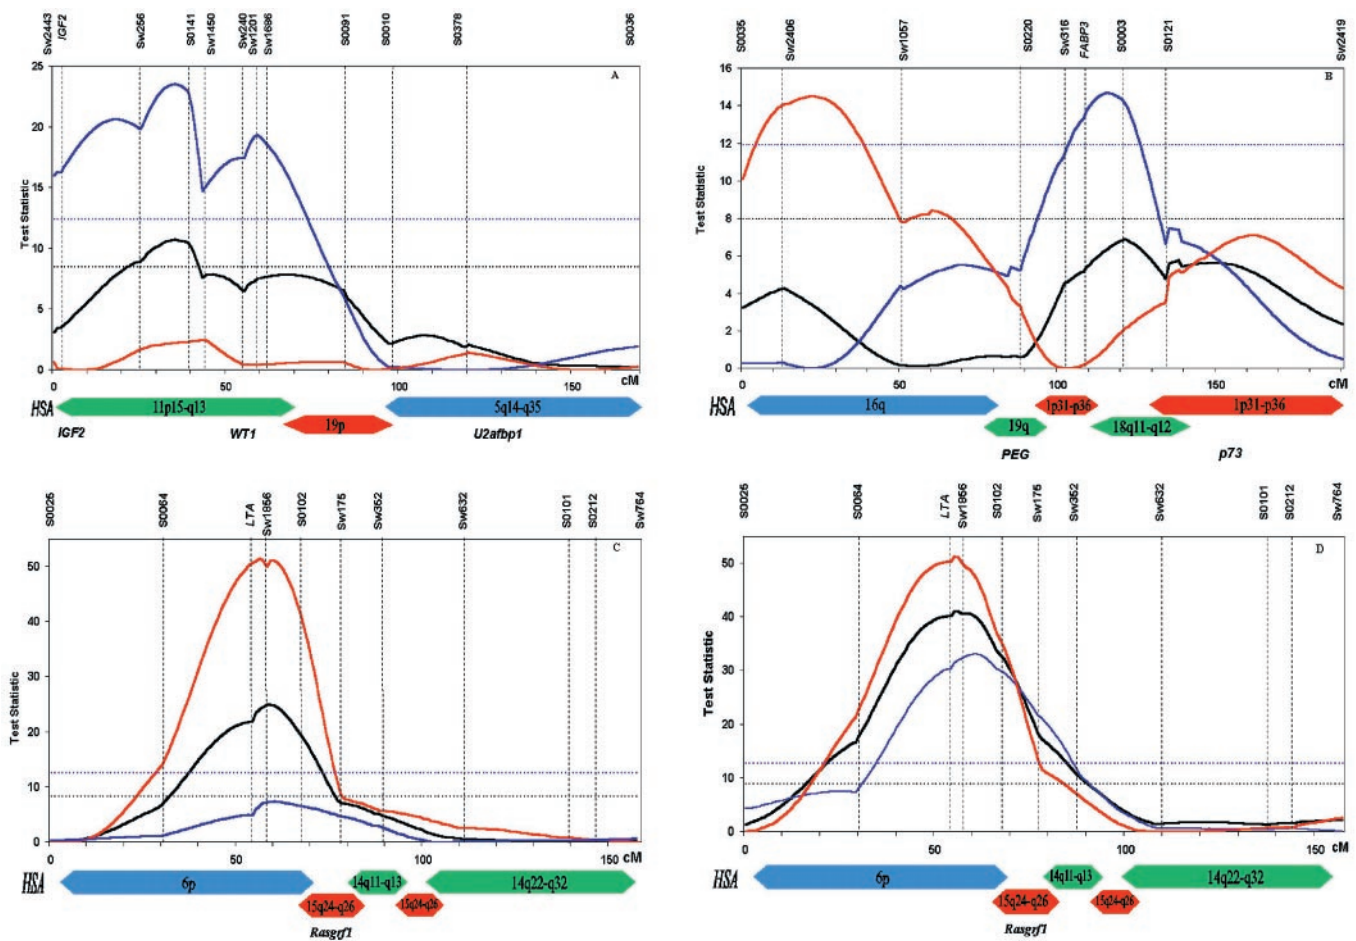 Sw2443 IGF2 Sw256 S0141 Sw1450 Sw240 Sw1201 Sw1696 S0091 S0010 S0378 S0036
A
Test Statistic
25
20
15
10
5
0
0 50 100 150 cM
HSA 11p15-q13 19p 5q14-q35
IGF2 WT1 U2afbp1
S0035 Sw2406 Sw1057 S0220 Sw316 FABP3 S0003 S0121 Sw2419
B
Test Statistic
16
14
12
10
8
6
4
2
0
0 50 100 150 cM
HSA 16q 19q 1p31-p36 18q11-q12 1p31-p36
PEG p73
S0025 S0064 LTA Sw1856 S0102 Sw175 Sw352 Sw632 S0101 S0212 Sw764
C
Test Statistic
50
40
30
20
10
0
0 50 100 150 cM
HSA 6p 14q11-q13 14q22-q32
15q24-q26 15q24-q26
Rasgrf1
S0025 S0064 LTA Sw1856 S0102 Sw175 Sw352 Sw632 S0101 S0212 Sw764
D
Test Statistic
50
40
30
20
10
0
0 50 100 150 cM
HSA 6p 14q11-q13 14q22-q32
15q24-q26 15q24-q26
Rasgrf1